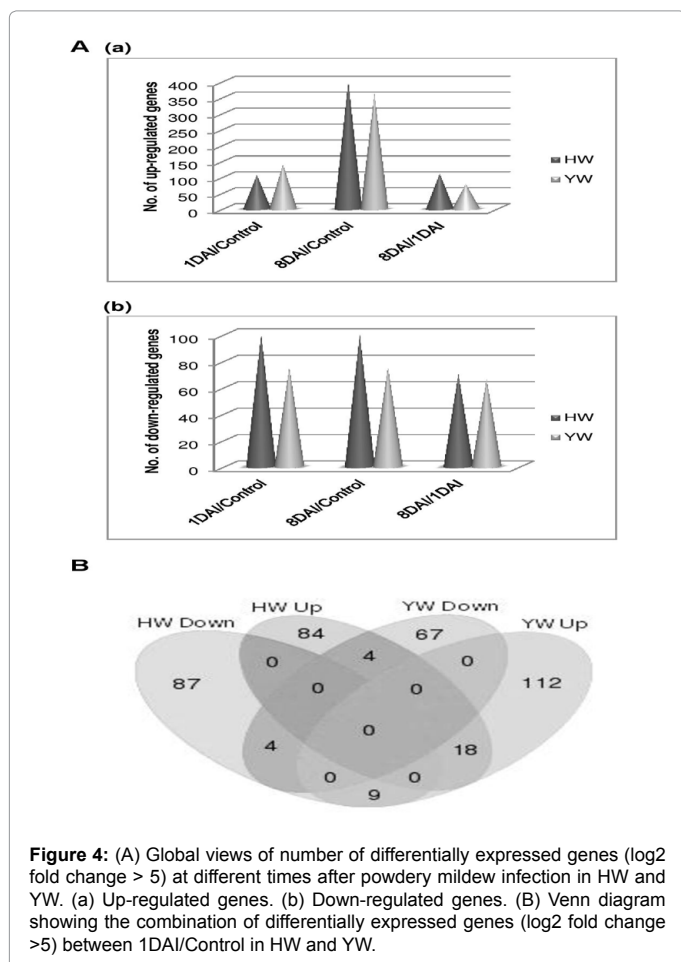 A (a)
No. of up-regulated genes
400
350
300
250
200
150
100
50
0
1DAI/Control
8DAI/Control
8DAI/1DAI
HW
YW
(b)
No. of down-regulated genes
100
80
60
40
20
0
1DAI/Control
8DAI/Control
8DAI/1DAI
HW
YW
B
HW Down
HW Up
YW Down
YW Up
84
67
87
0
4
0
112
0
0
4
0
18
0
0
9
Figure 4: (A) Global views of number of differentially expressed genes (log2
fold change > 5) at different times after powdery mildew infection in HW and
YW. (a) Up-regulated genes. (b) Down-regulated genes. (B) Venn diagram
showing the combination of differentially expressed genes (log2 fold change
>5) between 1DAI/Control in HW and YW.